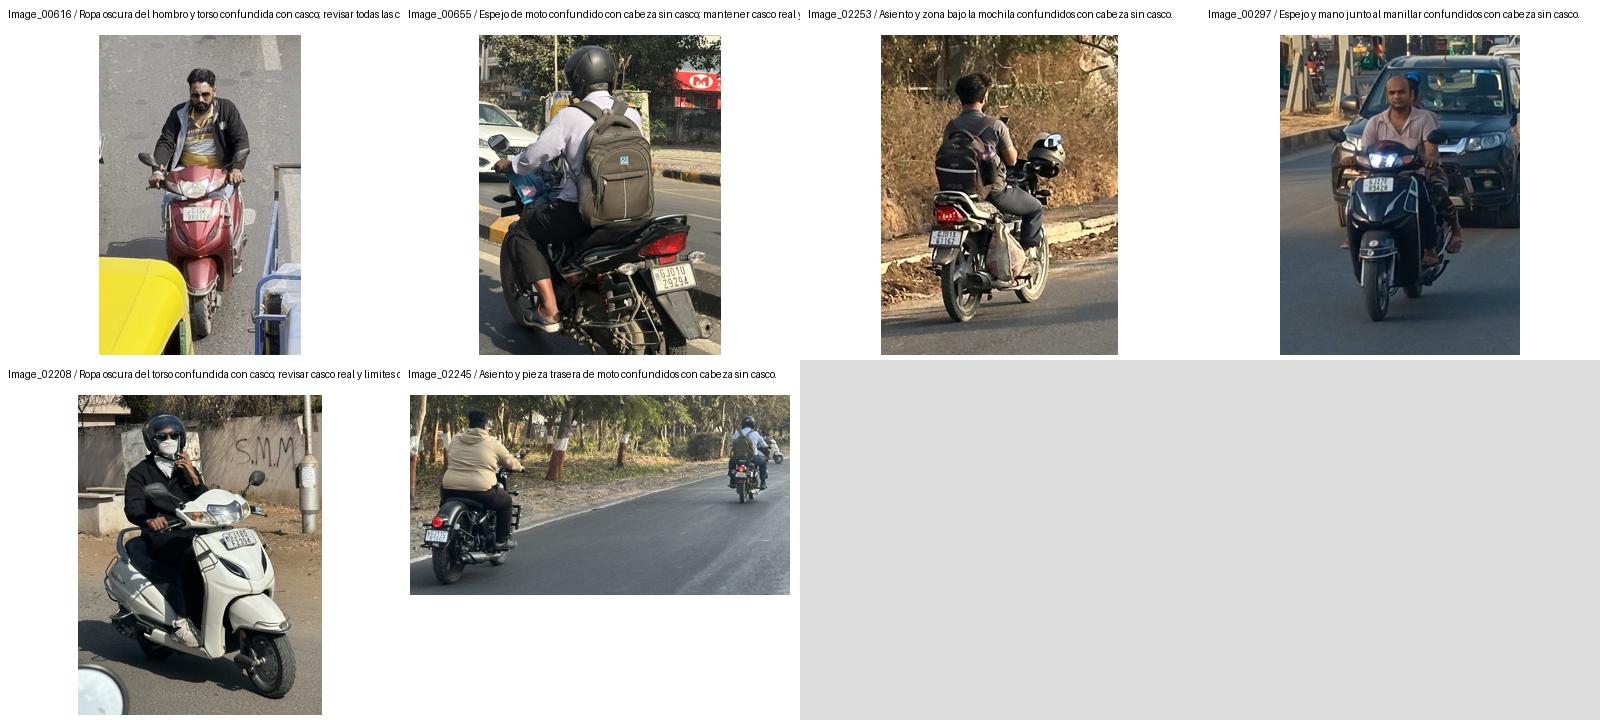 Image_00616 / Ropa oscura del hombro y torso confundida con casco; revisar todas las c
Image_00655 / Espejo de moto confundido con cabeza sin casco; mantener casco real y
Image_02253 / Asiento y zona bajo la mochila confundidos con cabeza sin casco.
Image_00297 / Espejo y mano junto al manillar confundidos con cabeza sin casco.
GJ01U
2929A
S.M.M
Image_02208 / Ropa oscura del torso confundida con casco; revisar casco real y limites c
Image_02245 / Asiento y pieza trasera de moto confundidos con cabeza sin casco.